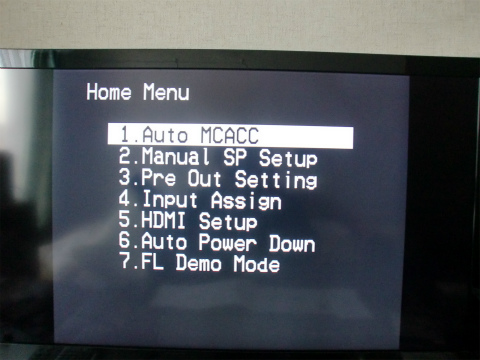 Home Menu
1.Auto MCACC
2.Manual SP Setup
3.Pre Out Setting
4.Input Assign
5.HDMI Setup
6.Auto Power Down
7.FL Demo Mode